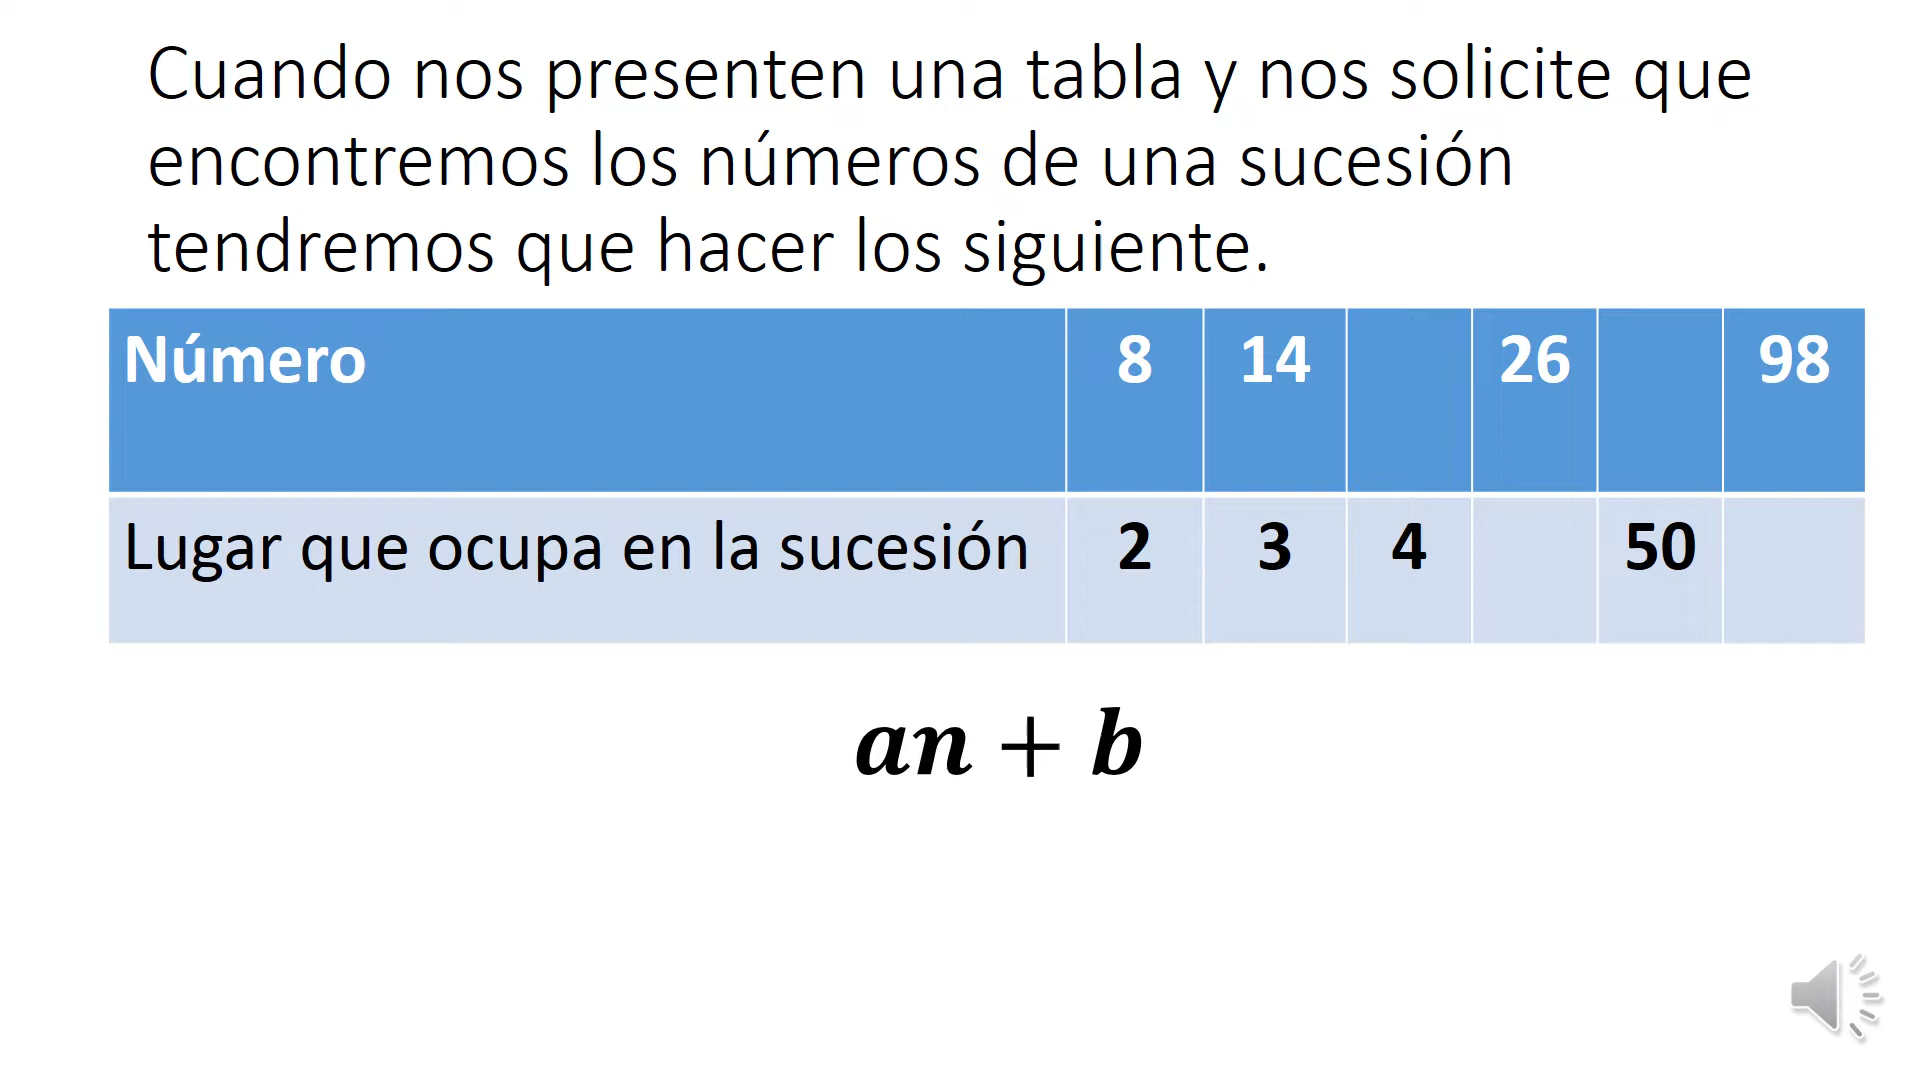 Cuando nos presenten una tabla y nos solicite que
encontremos los números de una sucesión
tendremos que hacer los siguiente.
Número 8 14 26 98
Lugar que ocupa en la sucesión 2 3 4 50
an + b